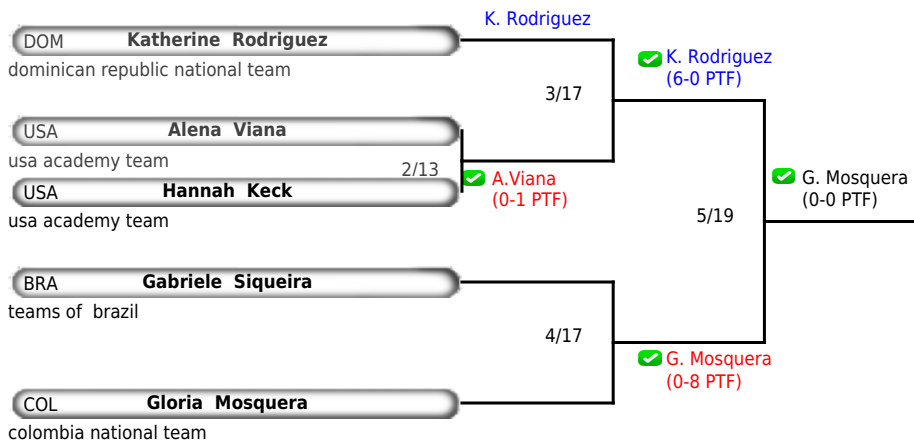 K. Rodriguez
DOM Katherine Rodriguez
dominican republic national team
K. Rodriguez
(6-0 PTF)
3/17
USA Alena Viana
usa academy team
2/13
A.Viana
(0-1 PTF)
USA Hannah Keck
usa academy team
G. Mosquera
(0-0 PTF)
5/19
BRA Gabriele Siqueira
teams of brazil
4/17
G. Mosquera
(0-8 PTF)
COL Gloria Mosquera
colombia national team